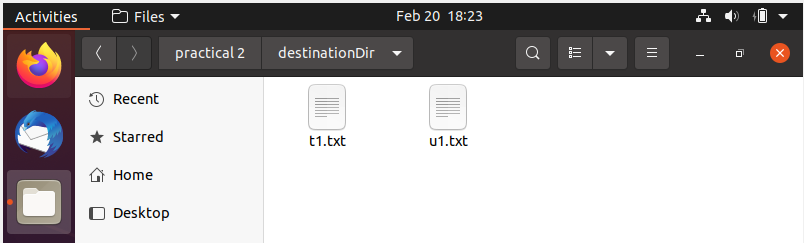 Activities Files Feb 20 18:23
practical 2 destinationDir
Recent
Starred
Home
Desktop
t1.txt u1.txt